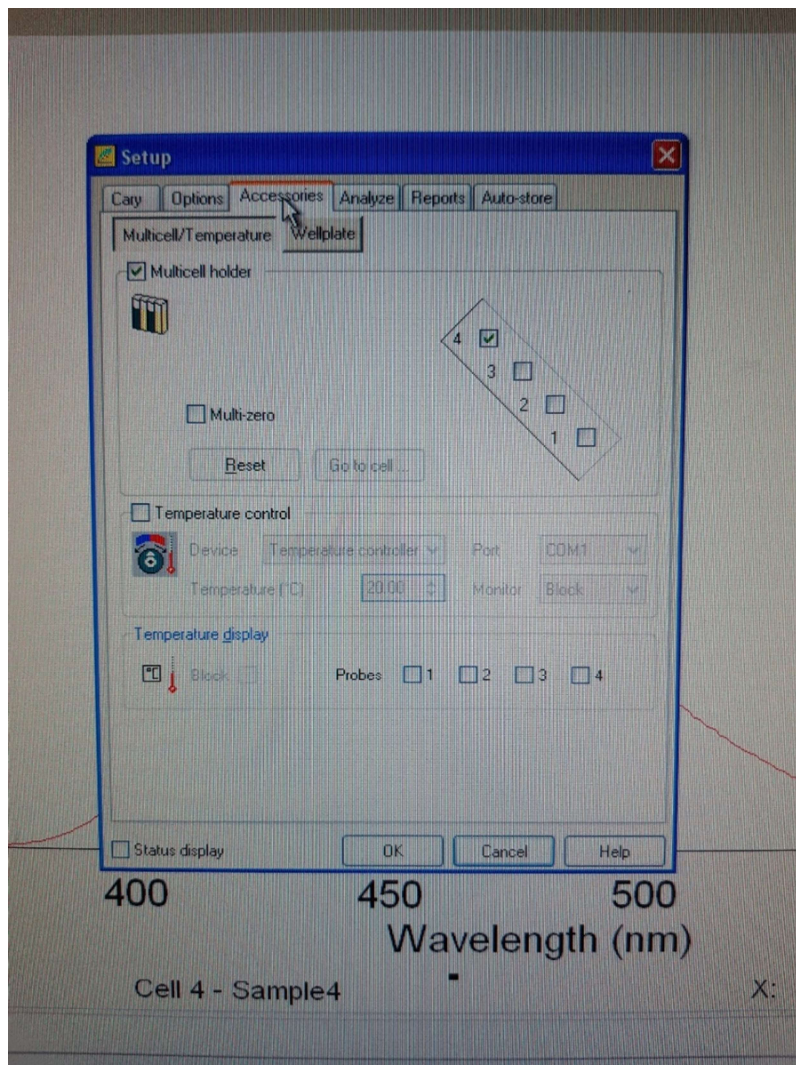 Setup
Cary Options Accessories Analyze Reports Auto-store
Multicell/Temperature Wellplate
Multicell holder
4
3
2
1
Multi-zero
Reset Go to cell ...
Temperature control
Device Temperature controller Port COM1
Temperature (°C) 20.00 Monitor Block
Temperature display
°C Block Probes 1 2 3 4
Status display OK Cancel Help
400 450 500
Wavelength (nm)
Cell 4 - Sample4 X: